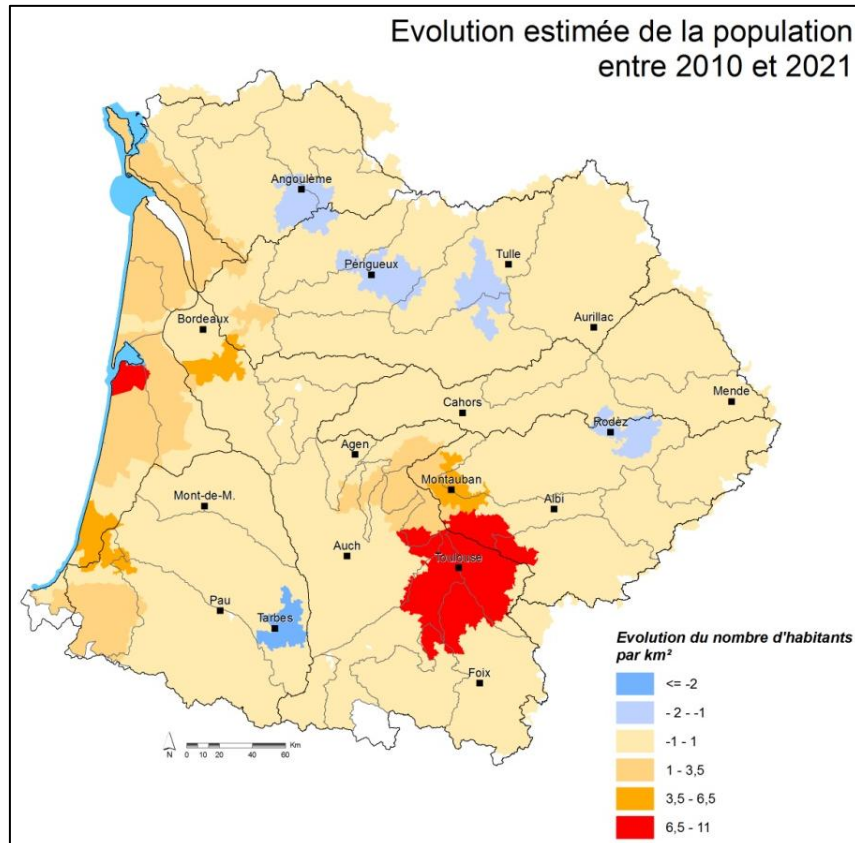 Evolution estimée de la population
entre 2010 et 2021
Angoulême
Périgueux
Tulle
Bordeaux
Aurillac
Mende
Cahors
Rodez
Agen
Montauban
Mont-de-M.
Albi
Auch
Toulouse
Pau
Tarbes
Foix
Evolution du nombre d'habitants
par km²
<= -2
- 2 - -1
-1 - 1
1 - 3,5
3,5 - 6,5
6,5 - 11
N
Km
0 10 20 40 60